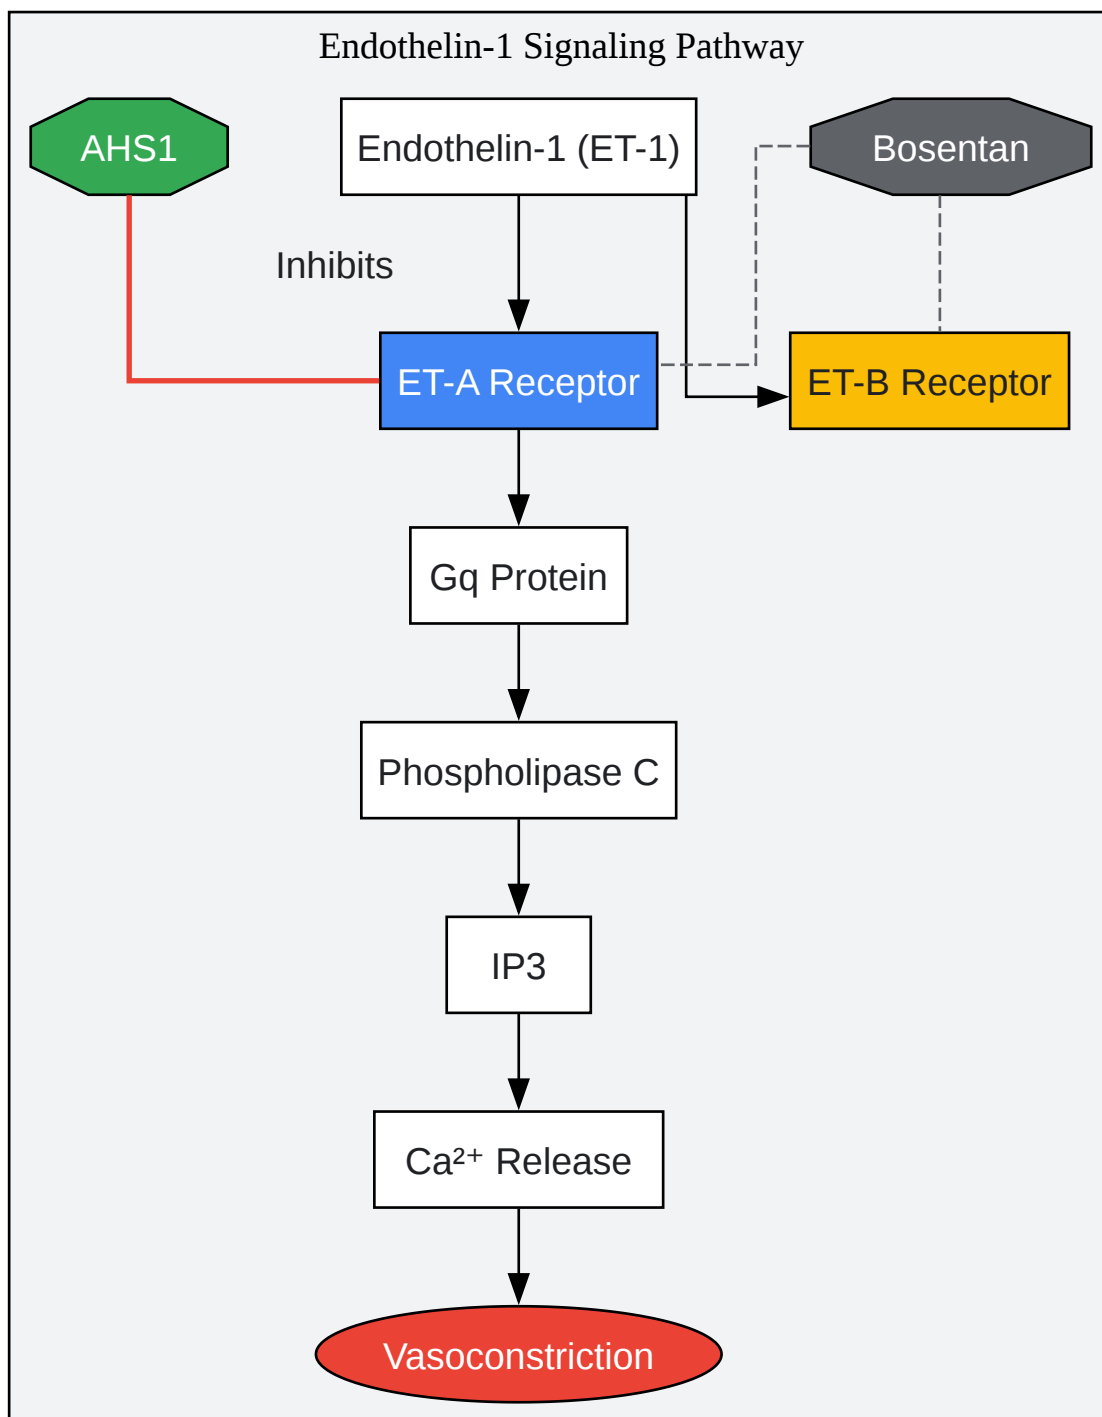 Endothelin-1 Signaling Pathway
AHS1
Endothelin-1 (ET-1)
Bosentan
Inhibits
ET-A Receptor
ET-B Receptor
Gq Protein
Phospholipase C
IP3
Ca²⁺ Release
Vasoconstriction